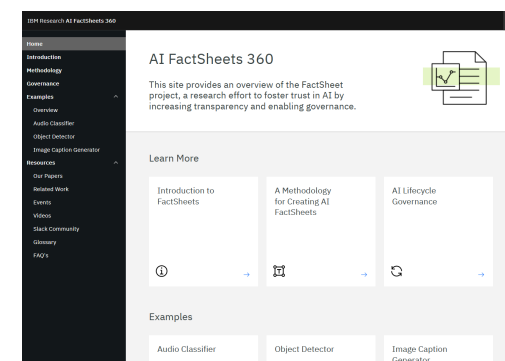 IBM Research AI FactSheets 360
Home
Introduction
Methodology
Governance
Examples
Overview
Audio Classifier
Object Detector
Image Caption Generator
Resources
Our Papers
Related Work
Events
Videos
Slack Community
Glossary
FAQ's
AI FactSheets 360
This site provides an overview of the FactSheet
project, a research effort to foster trust in AI by
increasing transparency and enabling governance.
Learn More
Introduction to
FactSheets
A Methodology
for Creating AI
FactSheets
AI Lifecycle
Governance
Examples
Audio Classifier
Object Detector
Image Caption
Generator